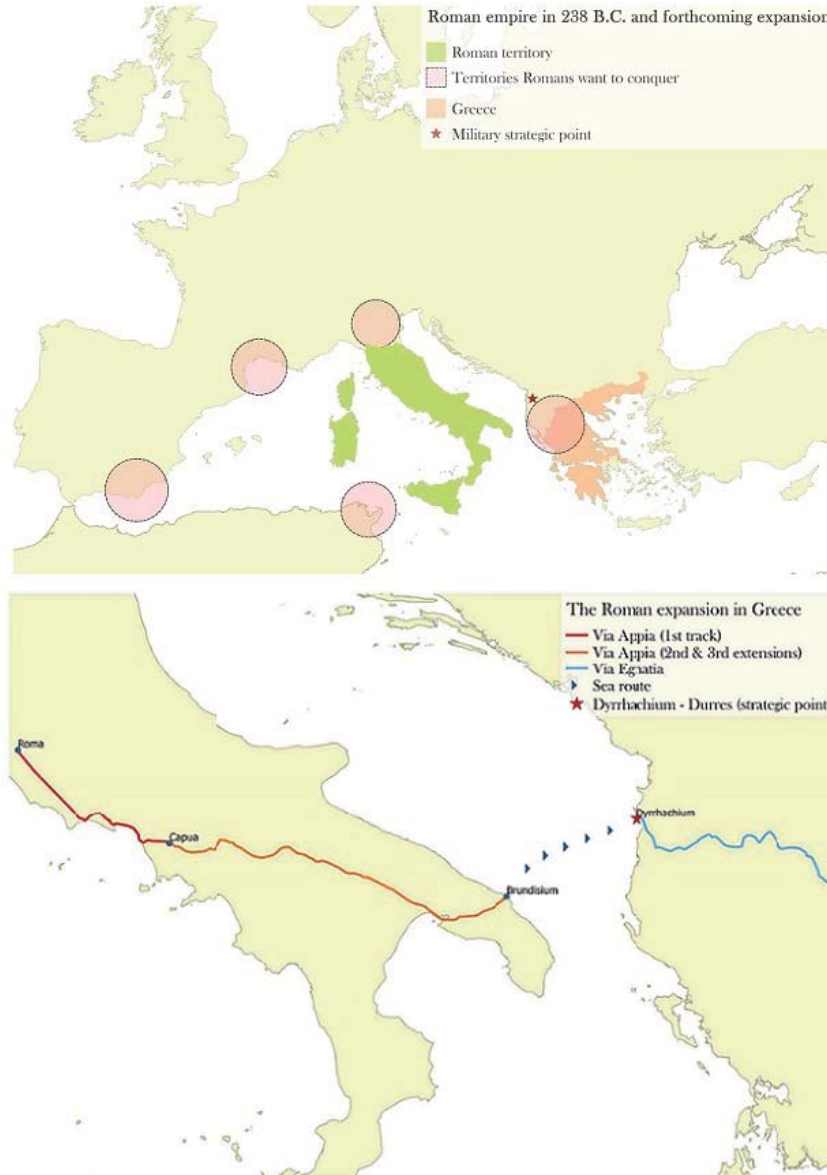 Roman empire in 238 B.C. and forthcoming expansion
Roman territory
Territories Romans want to conquer
Greece
Military strategic point
The Roman expansion in Greece
Via Appia (1st track)
Via Appia (2nd & 3rd extensions)
Via Egnatia
Sea route
Dyrrhachium - Durres (strategic point
Roma
Dyrrhachium
Capua
Brundisium